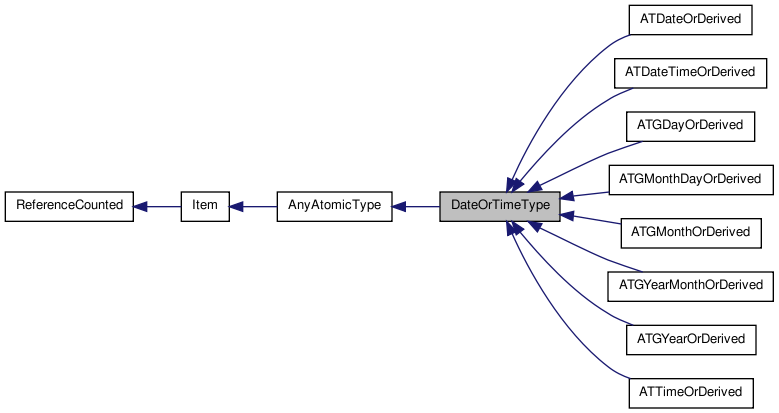 ATDateOrDerived
ATDateTimeOrDerived
ATGDayOrDerived
ATGMonthDayOrDerived
ReferenceCounted
Item
AnyAtomicType
DateOrTimeType
ATGMonthOrDerived
ATGYearMonthOrDerived
ATGYearOrDerived
ATTimeOrDerived